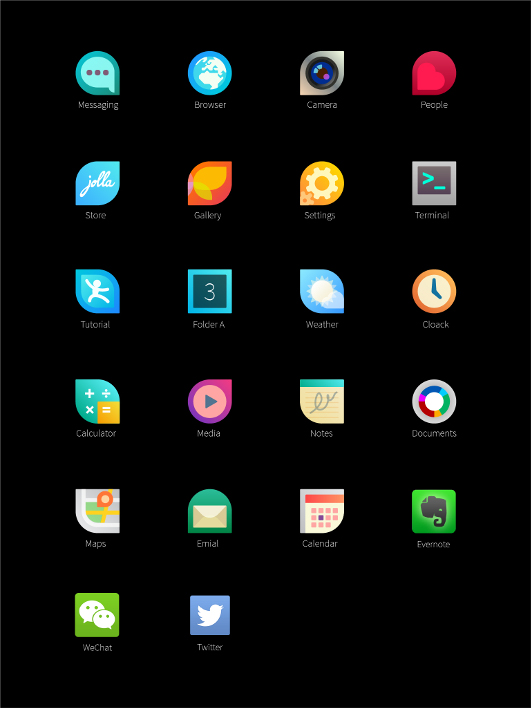 Messaging
Browser
Camera
People
jolla
Store
Gallery
Settings
>_
Terminal
3
Tutorial
Folder A
Weather
Cloack
Calculator
Media
Notes
Documents
Maps
Emial
Calendar
Evernote
WeChat
Twitter